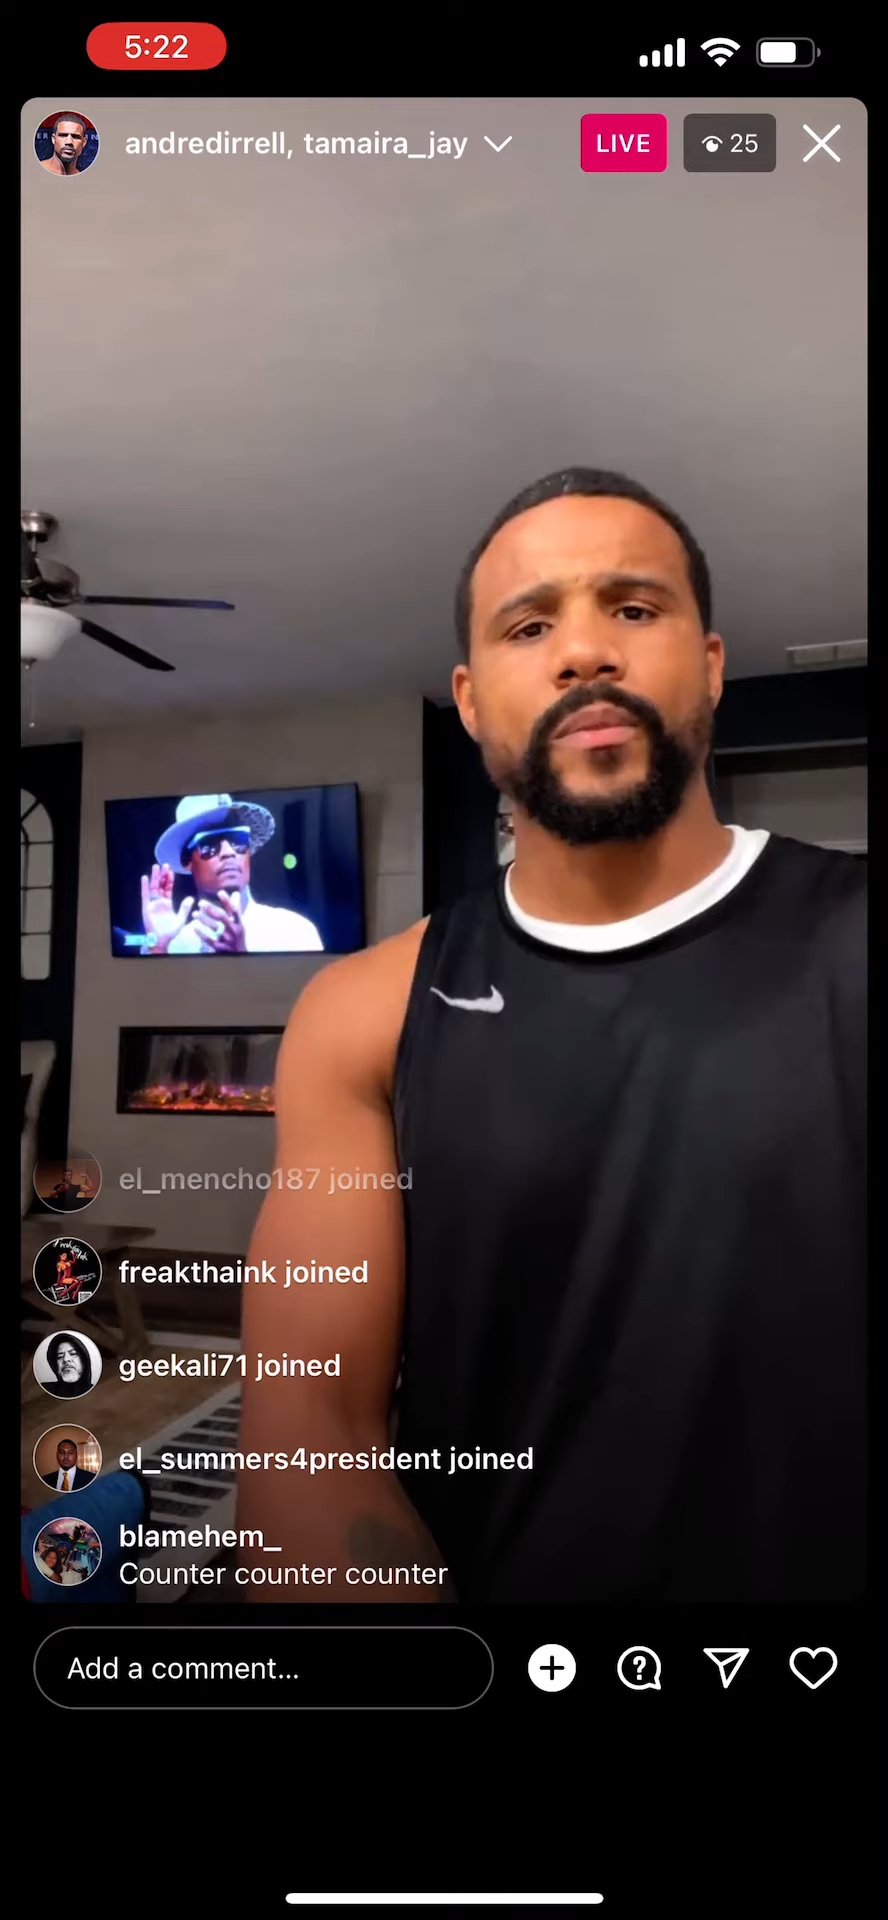 5:22
andredirrell, tamaira_jay
LIVE
25
el_mencho187 joined
freakthaink joined
geekali71 joined
el_summers4president joined
blamehem_
Counter counter counter
Add a comment...